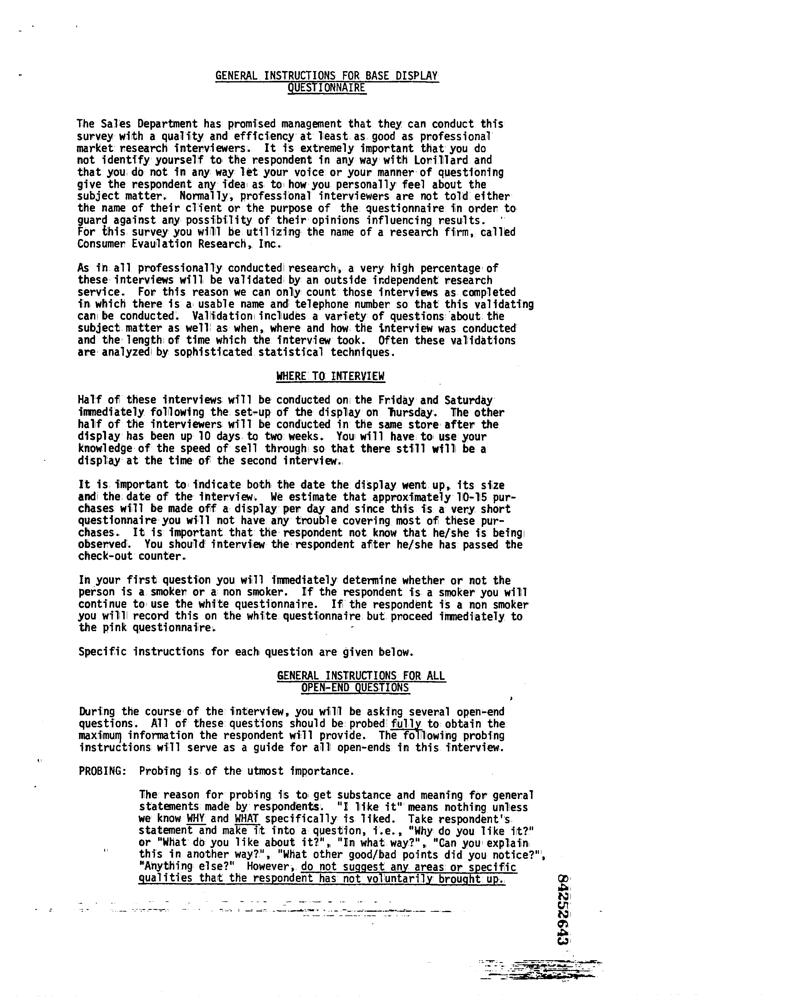 GENERAL INSTRUCTIONS FOR BASE DISPLAY
QUESTIONNAIRE
The Sales Department has promised management that they can conduct this
survey with a quality and efficiency at least as good as professional
market research interviewers. It is extremely important that you do
not identify yourself to the respondent in any way with Lorillard and
that you do not in any way let your voice or your manner of questioning
give the respondent any idea as to how you personally feel about the
subject matter. Normally, professional interviewers are not told either
the name of their client or the purpose of the questionnaire in order to
guard against any possibility of their opinions influencing results.
For this survey you will be utilizing the name of a research firm, called
Consumer Evaulation Research, Inc.
As in all professionally conducted research, a very high percentage of
these interviews will be validated by an outside independent research
service. For this reason we can only count those interviews as completed
in which there is a usable name and telephone number so that this validating
can be conducted. Validation includes a variety of questions about the
subject matter as well as when, where and how the interview was conducted
and the length of time which the interview took. Often these validations
are analyzed by sophisticated statistical techniques.
WHERE TO INTERVIEW
Half of these interviews will be conducted on the Friday and Saturday
immediately following the set-up of the display on Thursday. The other
half of the interviewers will be conducted in the same store after the
display has been up 10 days to two weeks. You will have to use your
knowledge of the speed of sell through so that there still will be a
display at the time of the second interview.
It is important to indicate both the date the display went up, its size
and the date of the interview. We estimate that approximately 10-15 pur-
chases will be made off a display per day and since this is a very short
questionnaire you will not have any trouble covering most of these pur-
chases. It is important that the respondent not know that he/she is being
observed. You should interview the respondent after he/she has passed the
check-out counter.
In your first question you will immediately determine whether or not the
person is a smoker or a non smoker. If the respondent is a smoker you will
continue to use the white questionnaire. If the respondent is a non smoker
you will record this on the white questionnaire but proceed immediately to
the pink questionnaire.
Specific instructions for each question are given below.
GENERAL INSTRUCTIONS FOR ALL
OPEN-END QUESTIONS
During the course of the interview, you will be asking several open-end
questions. All of these questions should be probed fully to obtain the
maximum information the respondent will provide. The following probing
instructions will serve as a guide for all open-ends in this interview.
PROBING: Probing is of the utmost importance.
The reason for probing is to get substance and meaning for general
statements made by respondents. "I like it" means nothing unless
we know WHY and WHAT specifically is liked. Take respondent's
statement and make it into a question, i.e., "Why do you like it?"
or "What do you like about it?", "In what way?", "Can you explain
this in another way?", "What other good/bad points did you notice?",
"Anything else?" However, do not suggest any areas or specific
qualities that the respondent has not voluntarily brought up.
84252643